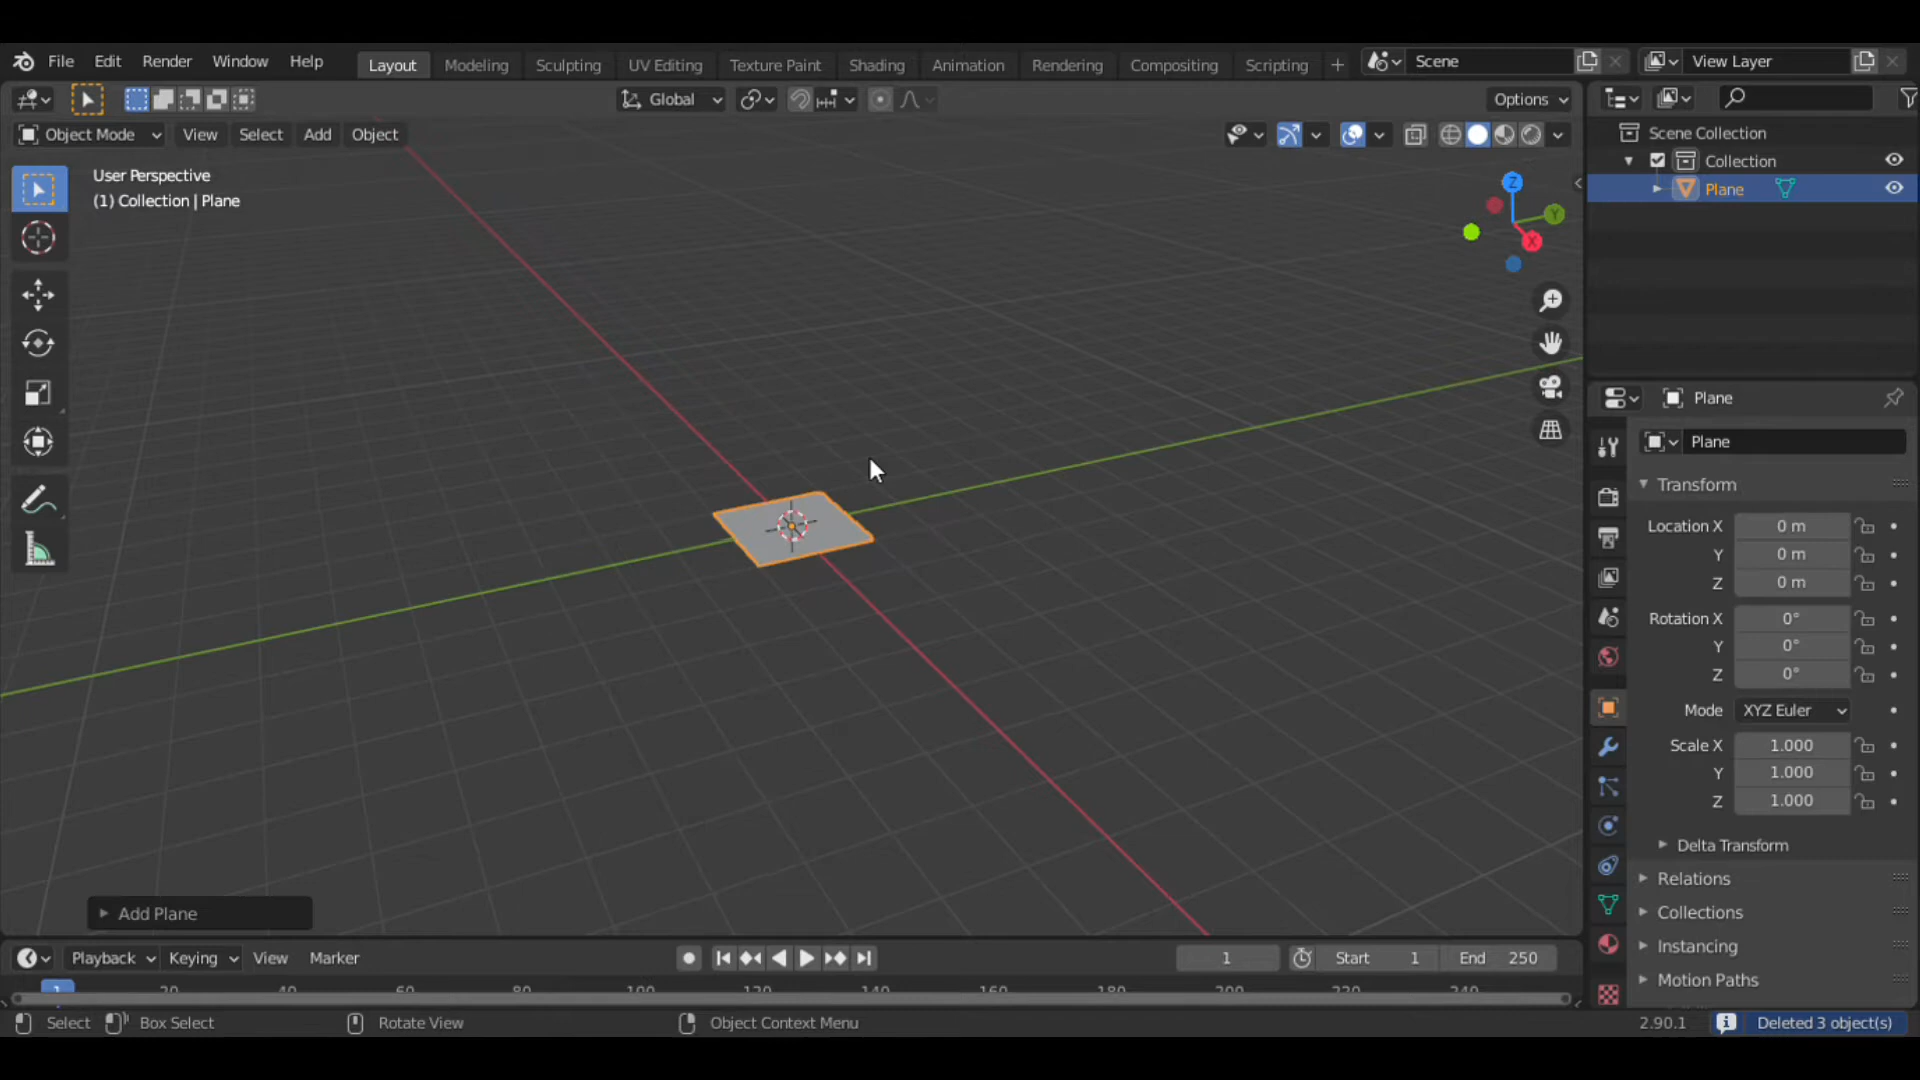 File Edit Render Window Help Layout Modeling Sculpting UV Editing Texture Paint Shading Animation Rendering Compositing Scripting + Scene View Layer
Global Options
Object Mode View Select Add Object
Scene Collection
Collection
Plane
User Perspective
(1) Collection | Plane
Z
Y
X
Plane
Plane
Transform
Location X 0 m
Y 0 m
Z 0 m
Rotation X 0°
Y 0°
Z 0°
Mode XYZ Euler
Scale X 1.000
Y 1.000
Z 1.000
Delta Transform
Relations
Collections
Instancing
Motion Paths
Add Plane
Playback Keying View Marker 1 Start 1 End 250
1 20 40 60 80 100 120 140 160 180 200 220 240
Select Box Select Rotate View Object Context Menu 2.90.1 Deleted 3 object(s)